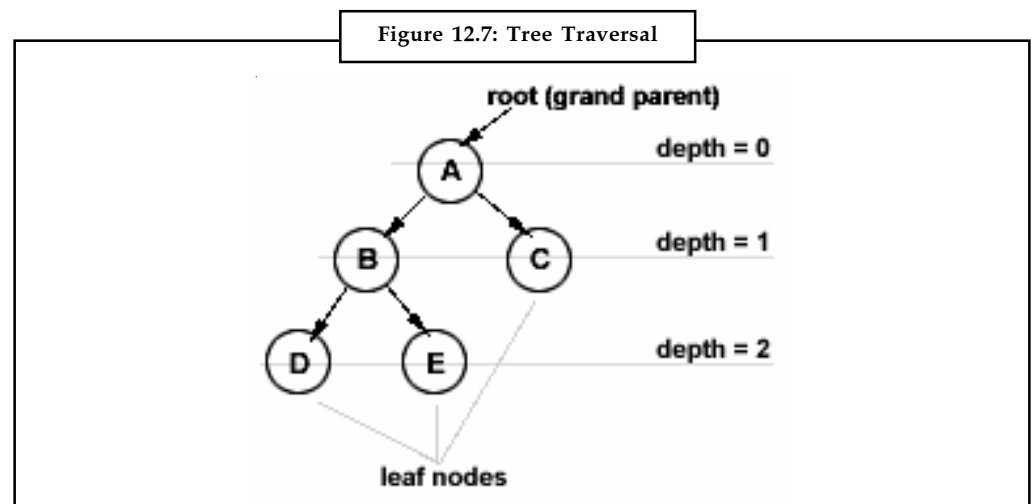 Figure 12.7: Tree Traversal
root (grand parent)
depth = 0
A
depth = 1
B
C
depth = 2
D
E
leaf nodes